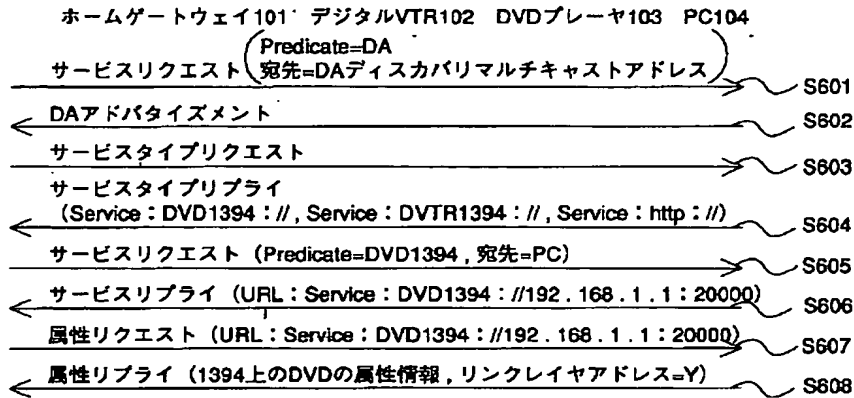 ホームゲートウェイ101 デジタルVTR102 DVDプレーヤ103 PC104
Predicate=DA
サービスリクエスト 宛先=DAディスカバリマルチキャストアドレス
S601
DAアドバタイズメント
S602
サービスタイプリクエスト
S603
サービスタイプリプライ
(Service:DVD1394://, Service:DVTR1394://, Service:http://)
S604
サービスリクエスト (Predicate=DVD1394, 宛先=PC)
S605
サービスリプライ (URL:Service:DVD1394://192.168.1.1:20000)
S606
属性リクエスト (URL:Service:DVD1394://192.168.1.1:20000)
S607
属性リプライ (1394上のDVDの属性情報, リンクレイヤアドレス=Y)
S608